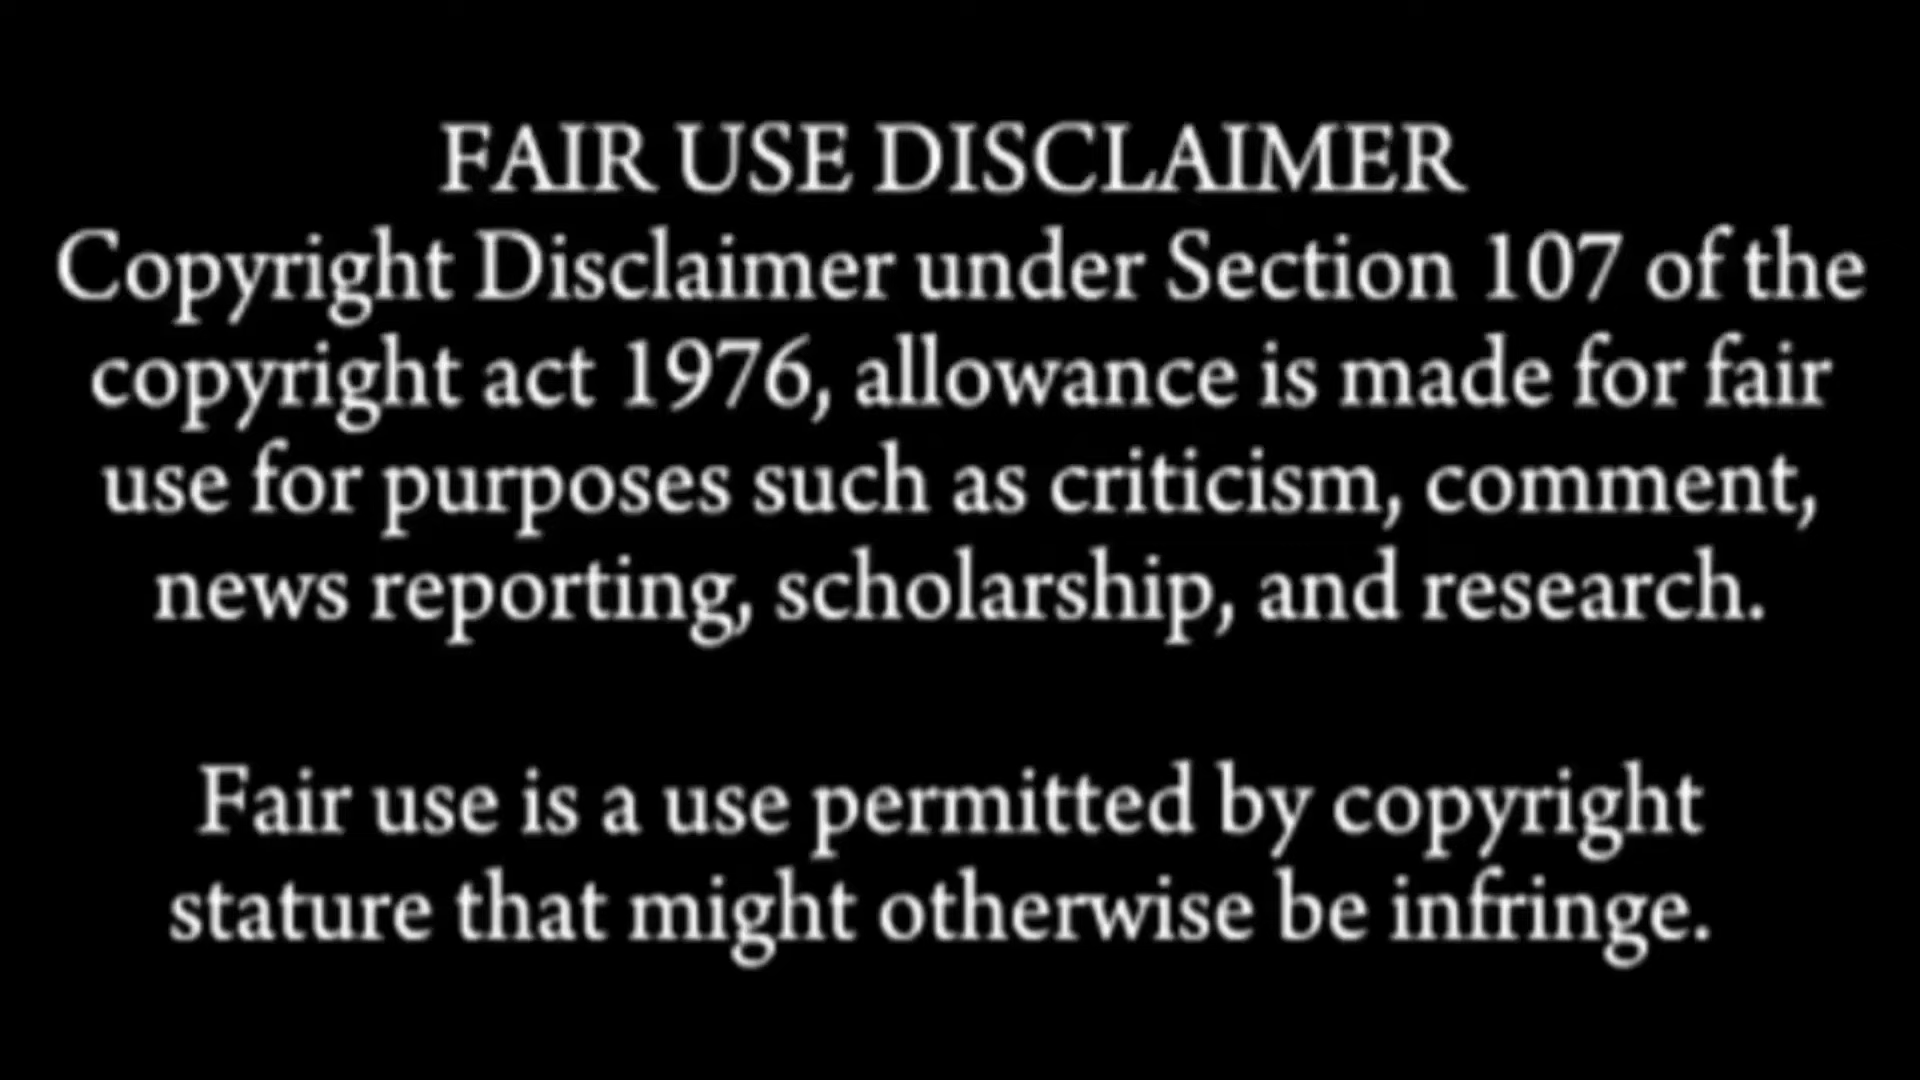 FAIR USE DISCLAIMER
Copyright Disclaimer under Section 107 of the
copyright act 1976, allowance is made for fair
use for purposes such as criticism, comment,
news reporting, scholarship, and research.
Fair use is a use permitted by copyright
stature that might otherwise be infringe.